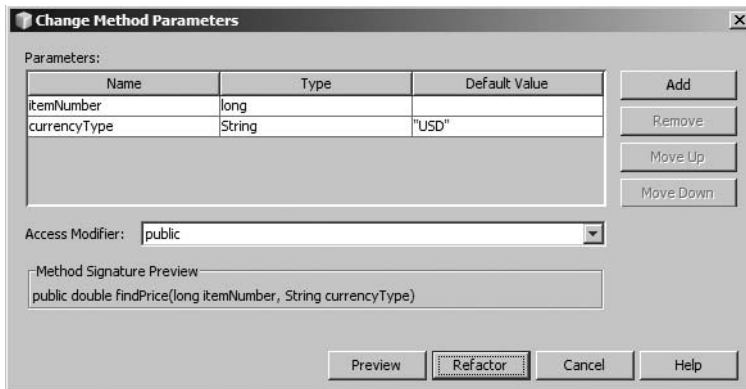 Change Method Parameters
Parameters:
Name Type Default Value
itemNumber long
currencyType String "USD"
Add
Remove
Move Up
Move Down
Access Modifier: public
Method Signature Preview
public double findPrice(long itemNumber, String currencyType)
Preview Refactor Cancel Help